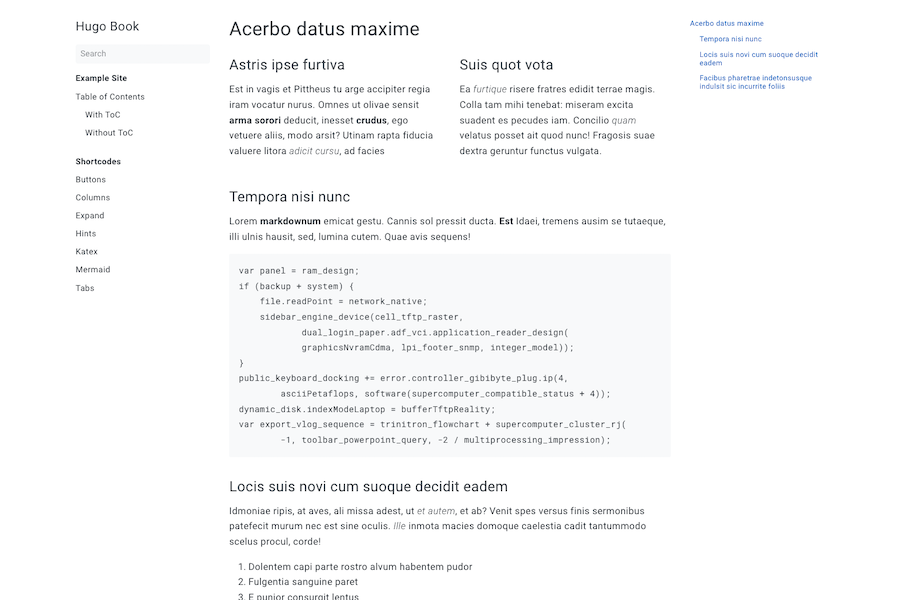 Hugo Book
Search
Example Site
Table of Contents
With ToC
Without ToC
Shortcodes
Buttons
Columns
Expand
Hints
Katex
Mermaid
Tabs
Acerbo datus maxime
Astris ipse furtiva
Est in vagis et Pittheus tu arge accipiter regia
iram vocatur nurus. Omnes ut olivae sensit
arma sorori deducit, inesset crudus, ego
vetuere aliis, modo arsit? Utinam rapta fiducia
valuere litora adicit cursu, ad facies
Suis quot vota
Ea furtique risere fratres edidit terrae magis.
Colla tam mihi tenebat: miseram excita
suadent es pecudes iam. Concilio quam
velatus posset ait quod nunc! Fragosis suae
dextra geruntur functus vulgata.
Tempora nisi nunc
Lorem markdownum emicat gestu. Cannis sol pressit ducta. Est Idaei, tremens ausim se tutaeque,
illi ulnis hausit, sed, lumina cutem. Quae avis sequens!
var panel = ram_design;
if (backup + system) {
    file.readPoint = network_native;
    sidebar_engine_device(cell_tftp_raster,
            dual_login_paper.adf_vci.application_reader_design(
            graphicsNvramCdma, lpi_footer_snmp, integer_model));
}
public_keyboard_docking += error.controller_gibibyte_plug.ip(4,
        asciiPetaflops, software(supercomputer_compatible_status + 4));
dynamic_disk.indexModeLaptop = bufferTftpReality;
var export_vlog_sequence = trinitron_flowchart + supercomputer_cluster_rj(
        -1, toolbar_powerpoint_query, -2 / multiprocessing_impression);
Locis suis novi cum suoque decidit eadem
Idmoniae ripis, at aves, ali missa adest, ut et autem, et ab? Venit spes versus finis sermonibus
patefecit murum nec est sine oculis. Ille inmota macies domoque caelestia cadit tantummodo
scelus procul, corde!
1. Dolentem capi parte rostro alvum habentem pudor
2. Fulgentia sanguine paret
3. E punior consurgit lentus
Acerbo datus maxime
Tempora nisi nunc
Locis suis novi cum suoque decidit
eadem
Facibus pharetrae indetonsusque
indulsit sic incurrite foliis